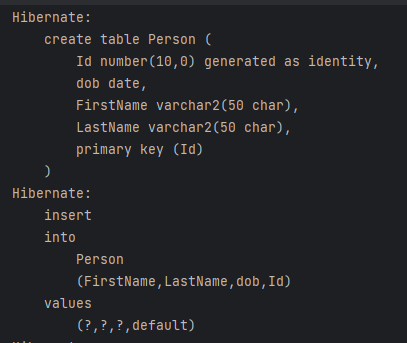 Hibernate:
    create table Person (
        Id number(10,0) generated as identity,
        dob date,
        FirstName varchar2(50 char),
        LastName varchar2(50 char),
        primary key (Id)
    )
Hibernate:
    insert
    into
        Person
        (FirstName,LastName,dob,Id)
    values
        (?,?,?,default)